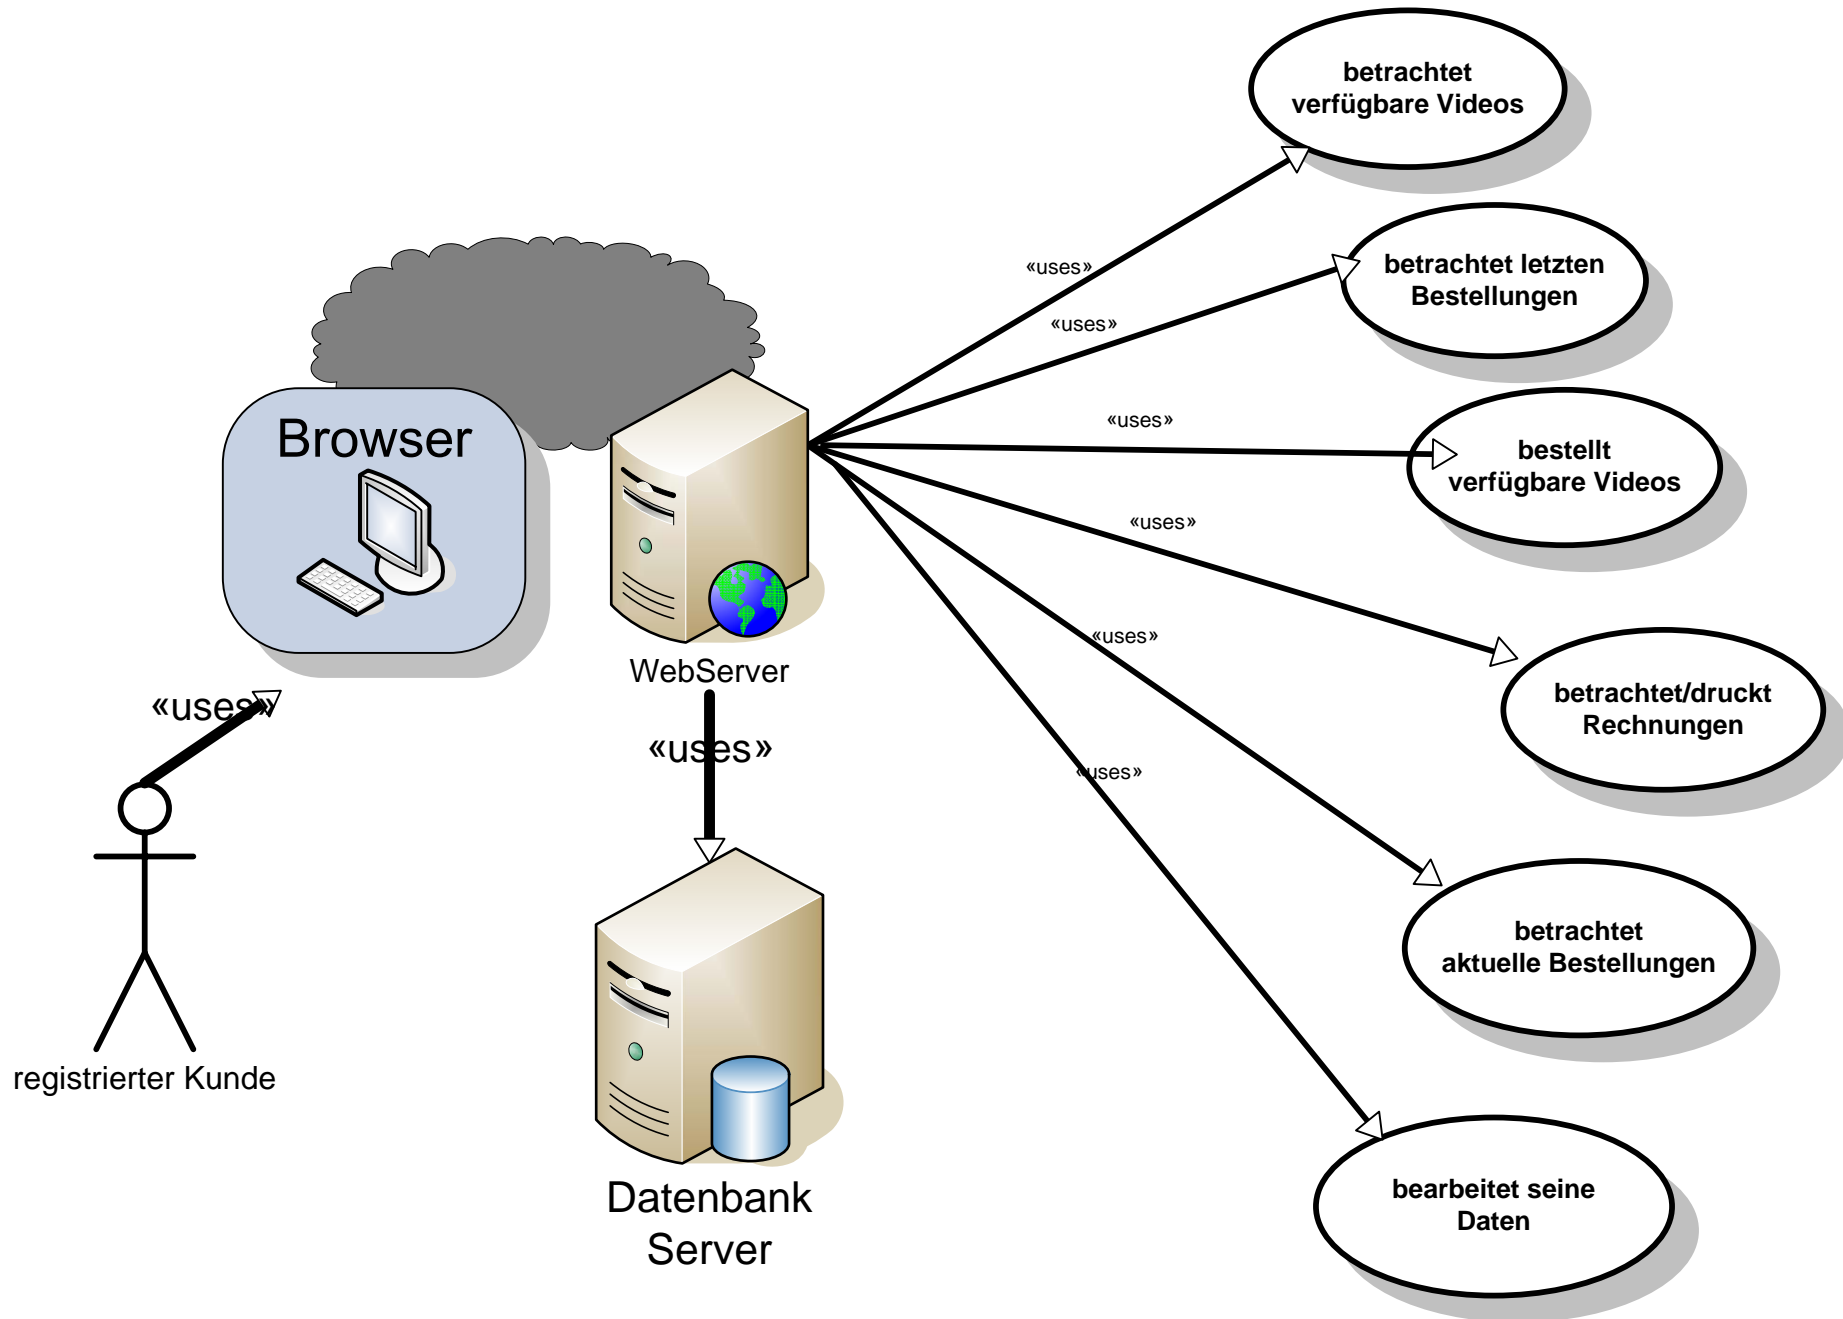 betrachtet
verfügbare Videos
«uses»
betrachtet letzten
Bestellungen
«uses»
Browser
«uses»
bestellt
verfügbare Videos
«uses»
«uses»
WebServer
betrachtet/druckt
Rechnungen
«uses»
«uses»
«uses»
betrachtet
aktuelle Bestellungen
registrierter Kunde
Datenbank
Server
bearbeitet seine
Daten